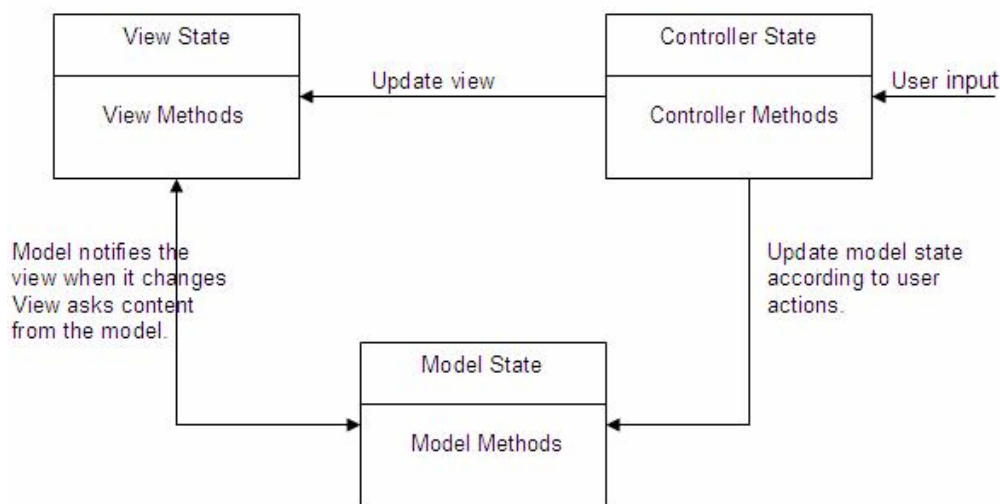 View State
Controller State
Update view
User input
View Methods
Controller Methods
Model notifies the
view when it changes
View asks content
from the model.
Update model state
according to user
actions.
Model State
Model Methods